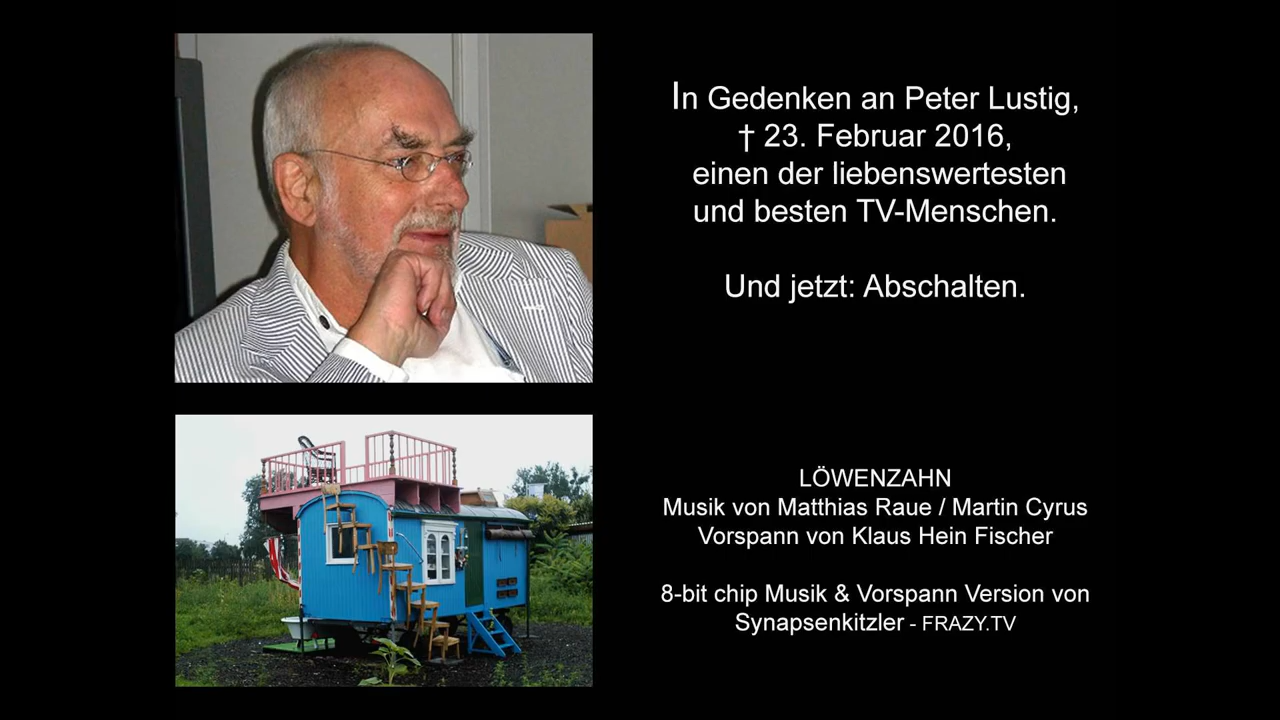 In Gedenken an Peter Lustig,
† 23. Februar 2016,
einen der liebenswertesten
und besten TV-Menschen.
Und jetzt: Abschalten.
LÖWENZAHN
Musik von Matthias Raue / Martin Cyrus
Vorspann von Klaus Hein Fischer
8-bit chip Musik & Vorspann Version von
Synapsenkitzler - FRAZY.TV